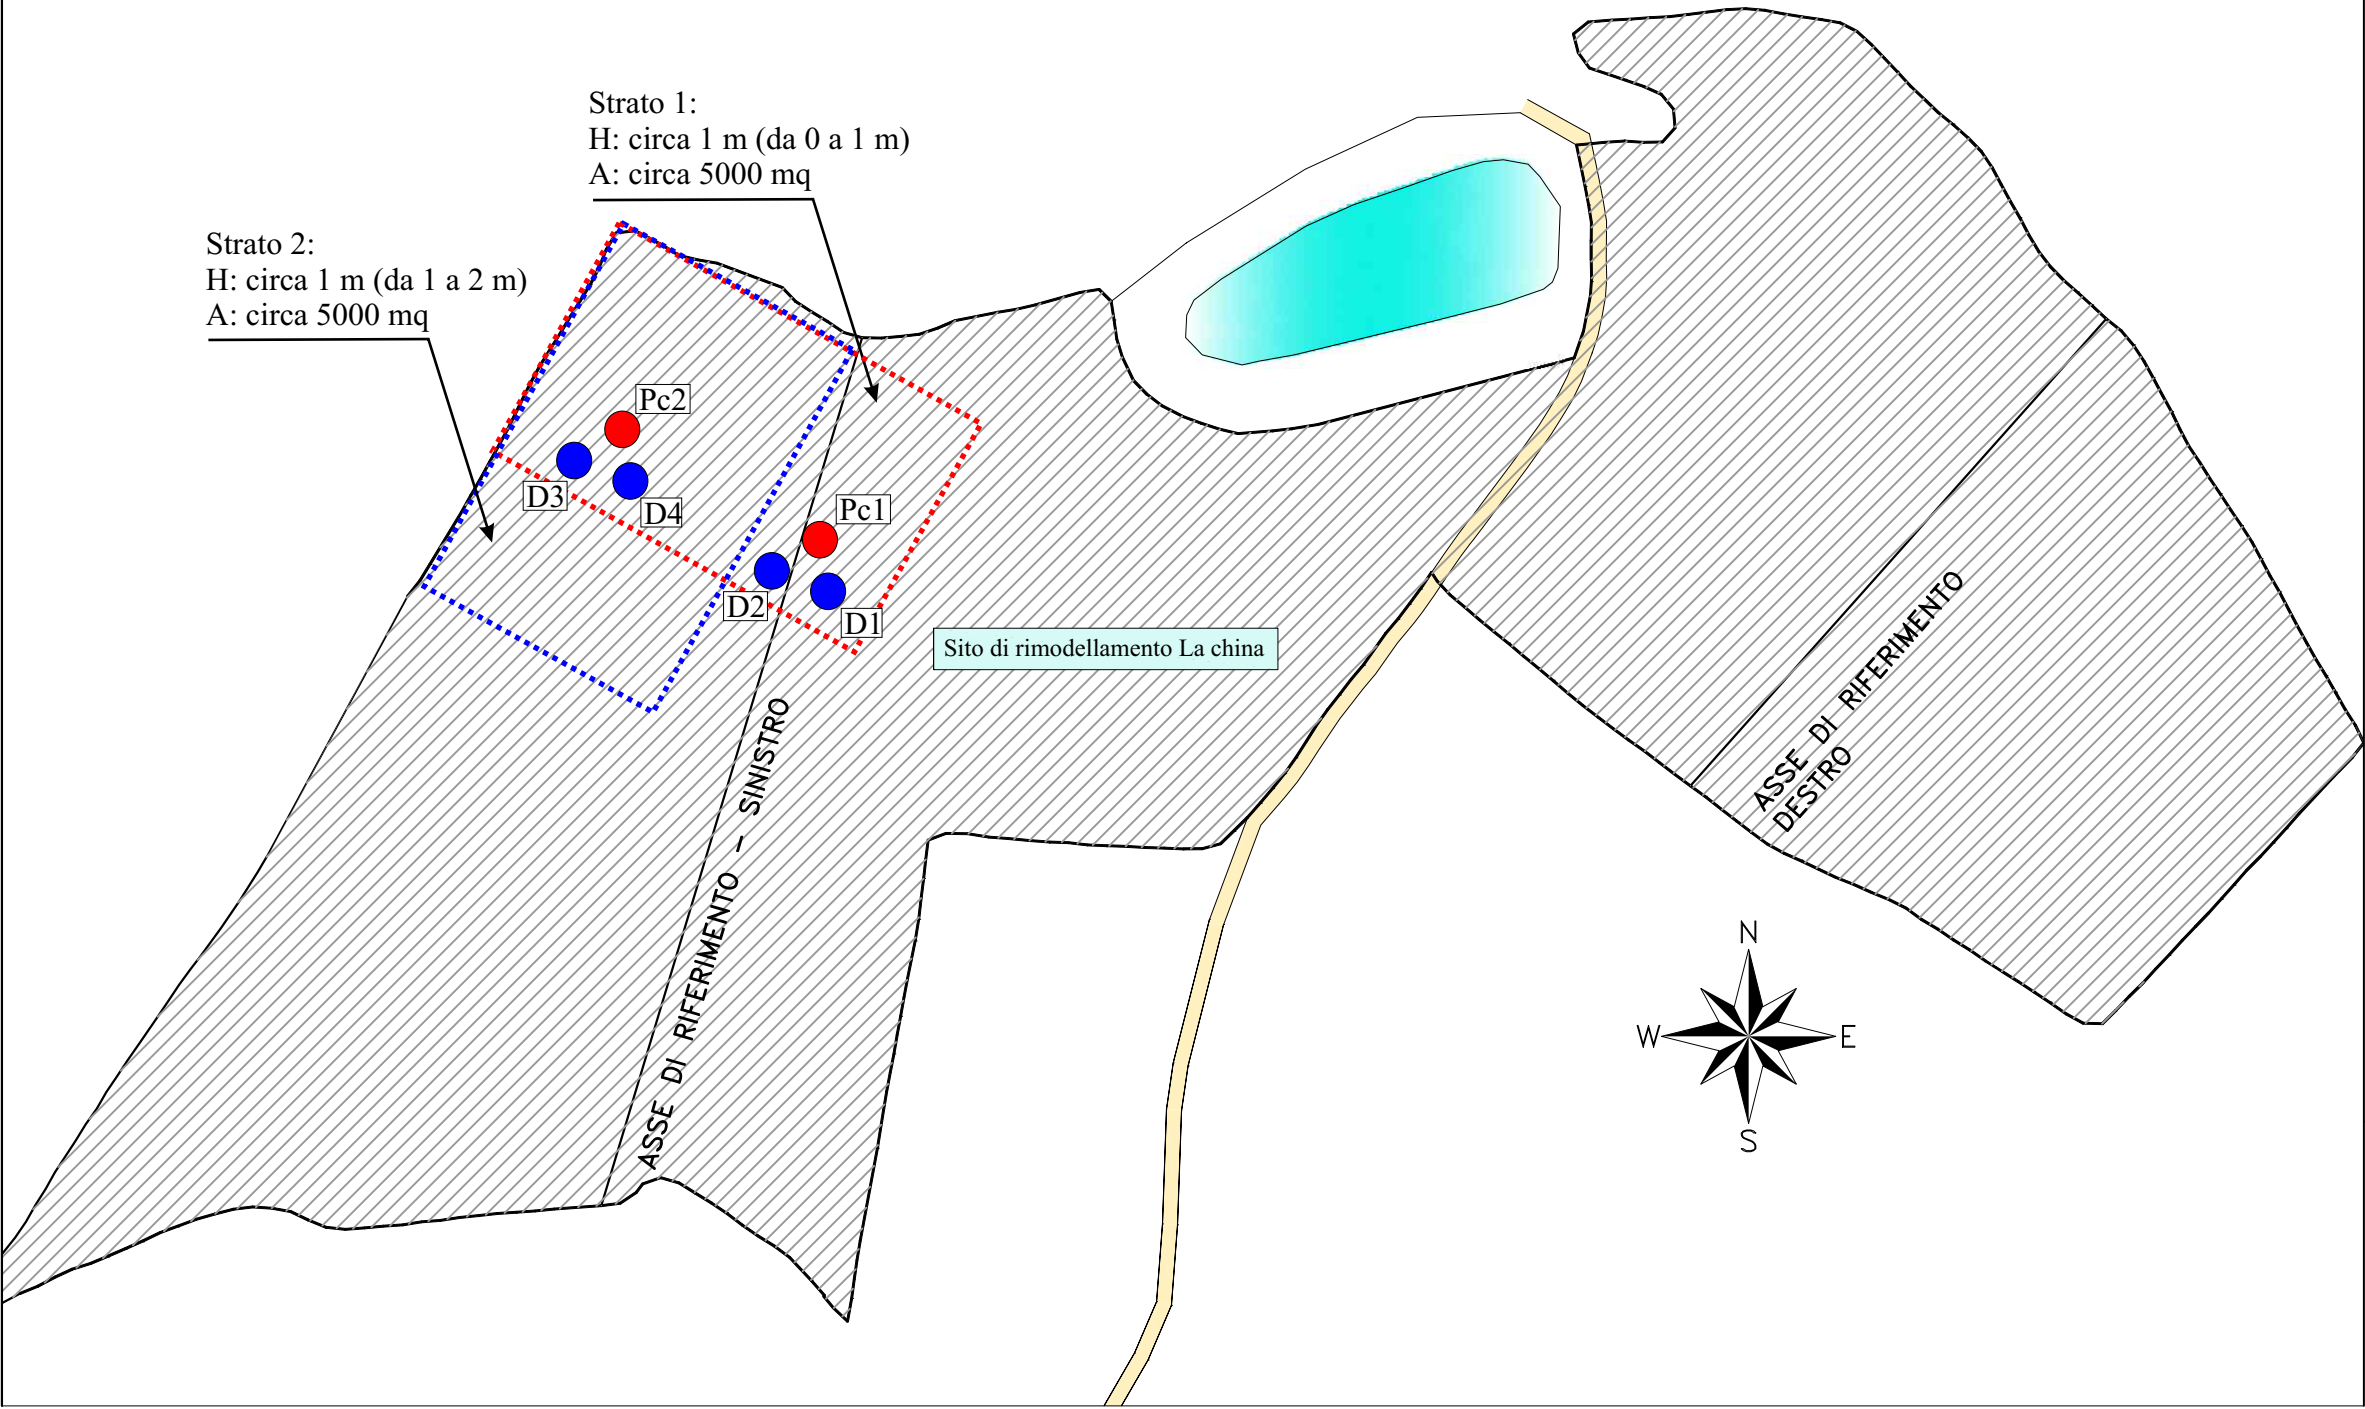 Strato 1:
H: circa 1 m (da 0 a 1 m)
A: circa 5000 mq
Strato 2:
H: circa 1 m (da 1 a 2 m)
A: circa 5000 mq
Pc2
D3
D4
Pc1
D2
D1
Sito di rimodellamento La china
ASSE DI RIFERIMENTO - SINISTRO
ASSE DI RIFERIMENTO
DESTRO
N
W
E
S